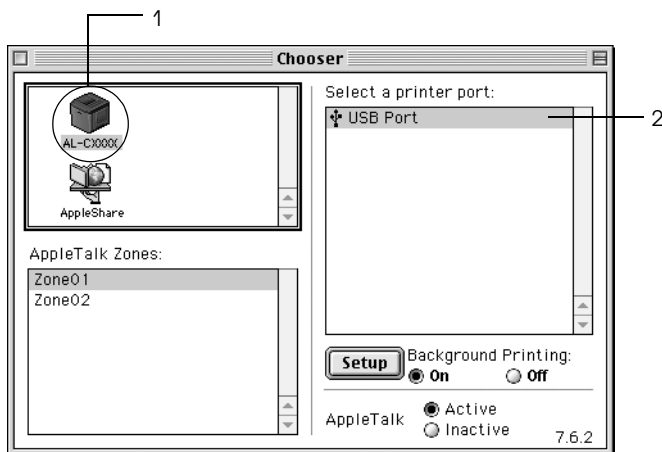 1
Chooser
Select a printer port:
USB Port
2
AL-CXXXX
AppleShare
AppleTalk Zones:
Zone01
Zone02
Setup
Background Printing:
On
Off
AppleTalk
Active
Inactive
7.6.2